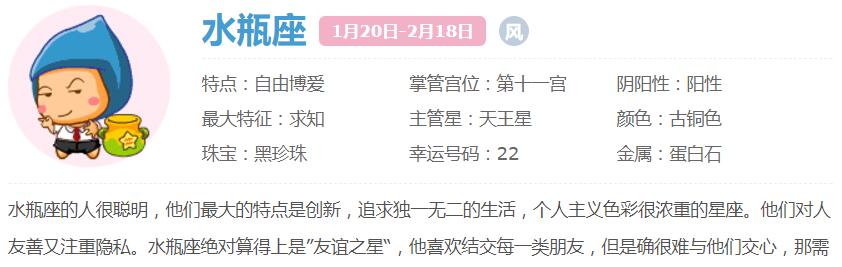 水瓶座 1月20日-2月18日 风
特点：自由博爱 掌管宫位：第十一宫 阴阳性：阳性
最大特征：求知 主管星：天王星 颜色：古铜色
珠宝：黑珍珠 幸运号码：22 金属：蛋白石
水瓶座的人很聪明，他们最大的特点是创新，追求独一无二的生活，个人主义色彩很浓重的星座。他们对人
友善又注重隐私。水瓶座绝对算得上是”友谊之星“，他喜欢结交每一类朋友，但是确很难与他们交心，那需